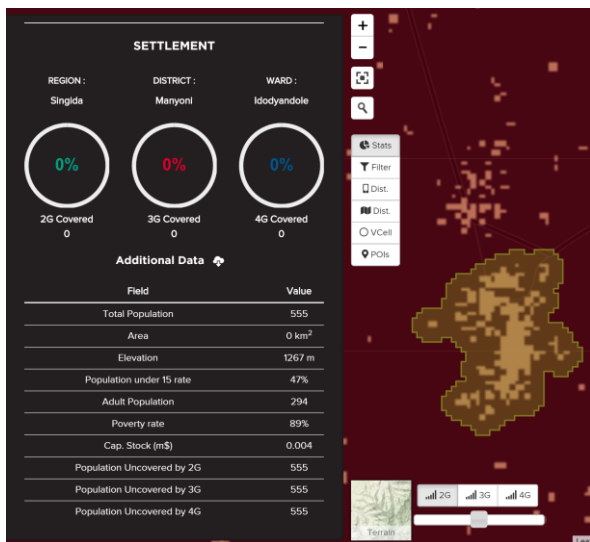 SETTLEMENT
REGION : DISTRICT : WARD :
Singida Manyoni Idodyandole
0% 0% 0%
2G Covered 3G Covered 4G Covered
0 0 0
Additional Data
Field Value
Total Population 555
Area 0 km²
Elevation 1267 m
Population under 15 rate 47%
Adult Population 294
Poverty rate 89%
Cap. Stock (m$) 0.004
Population Uncovered by 2G 555
Population Uncovered by 3G 555
Population Uncovered by 4G 555
+
−
Stats
Filter
Dist.
Dist.
VCell
POIs
Terrain
2G 3G 4G